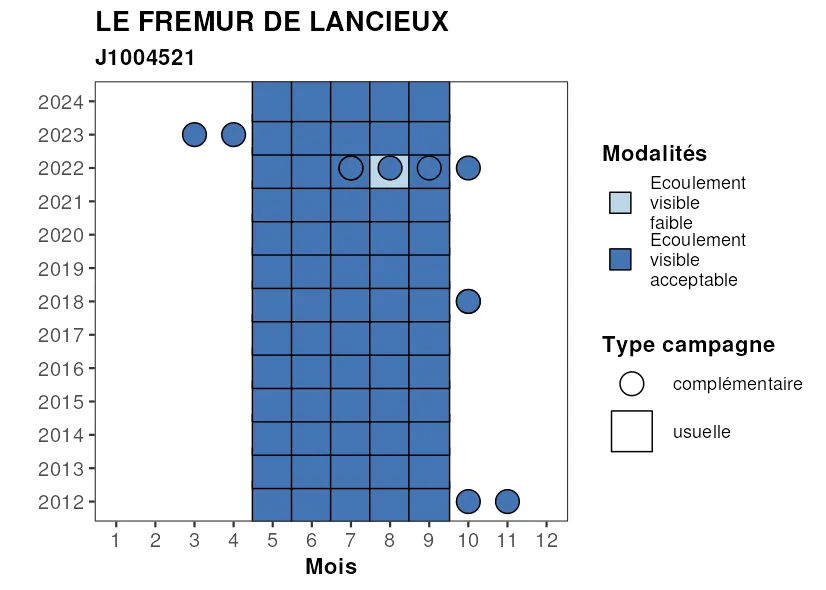 LE FREMUR DE LANCIEUX
J1004521
2024
2023
2022
2021
2020
2019
2018
2017
2016
2015
2014
2013
2012
1 2 3 4 5 6 7 8 9 10 11 12
Mois
Modalités
Ecoulement
visible
faible
Ecoulement
visible
acceptable
Type campagne
complémentaire
usuelle